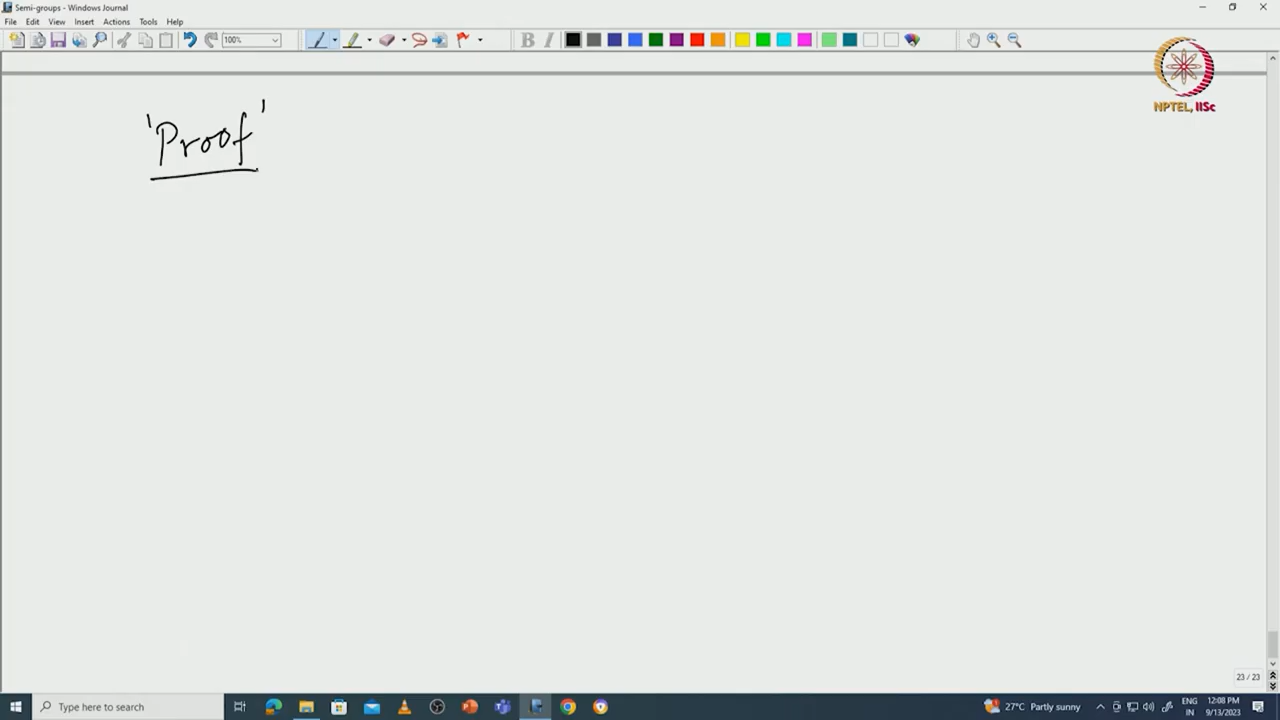 Semi-groups - Windows Journal
File Edit View Insert Actions Tools Help
100%
B I
NPTEL, IISc
'Proof'
23 / 23
Type here to search
27°C Partly sunny
ENG
IN
12:08 PM
9/13/2023